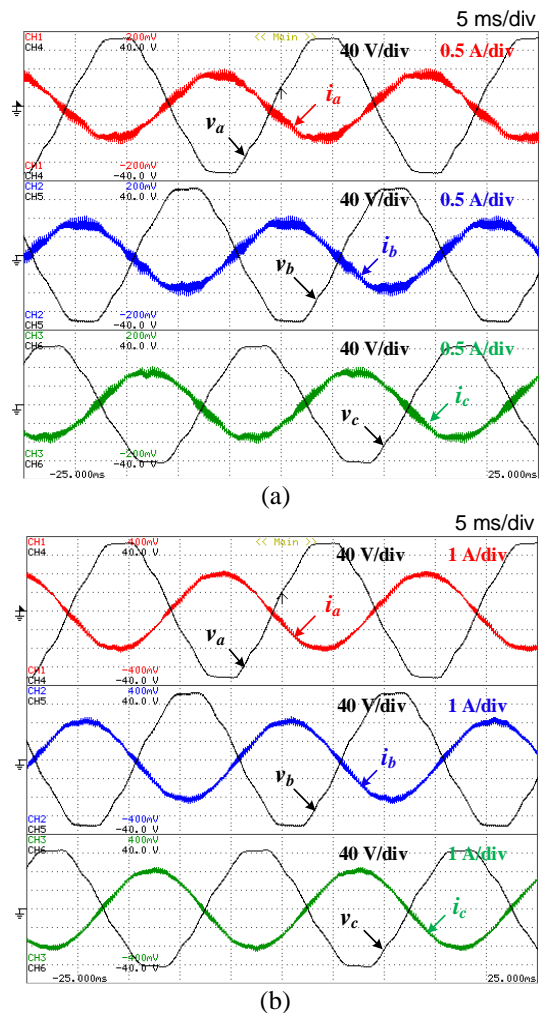 5 ms/div
CH1 200mV << Main >> 40 V/div 0.5 A/div
CH4 40.0 V
i_a
v_a
CH1 -200mV
CH4 -40.0 V
CH2 200mV 40 V/div 0.5 A/div
CH5 40.0 V
i_b
v_b
CH2 -200mV
CH5 -40.0 V
CH3 200mV 40 V/div 0.5 A/div
CH6 40.0 V
i_c
v_c
CH3 -200mV
CH6 -40.0 V
-25.000ms 25.000ms
(a)
5 ms/div
CH1 400mV << Main >> 40 V/div 1 A/div
CH4 40.0 V
i_a
v_a
CH1 -400mV
CH4 -40.0 V
CH2 400mV 40 V/div 1 A/div
CH5 40.0 V
i_b
v_b
CH2 -400mV
CH5 -40.0 V
CH3 400mV 40 V/div 1 A/div
CH6 40.0 V
i_c
v_c
CH3 -400mV
CH6 -40.0 V
-25.000ms 25.000ms
(b)